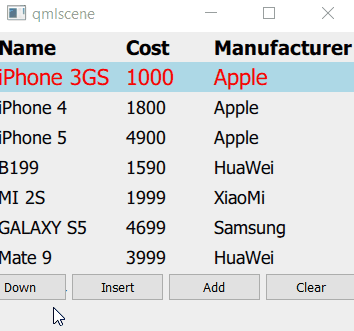 qmlscene
Name Cost Manufacturer
iPhone 3GS 1000 Apple
iPhone 4 1800 Apple
iPhone 5 4900 Apple
B199 1590 HuaWei
MI 2S 1999 XiaoMi
GALAXY S5 4699 Samsung
Mate 9 3999 HuaWei
Down Insert Add Clear